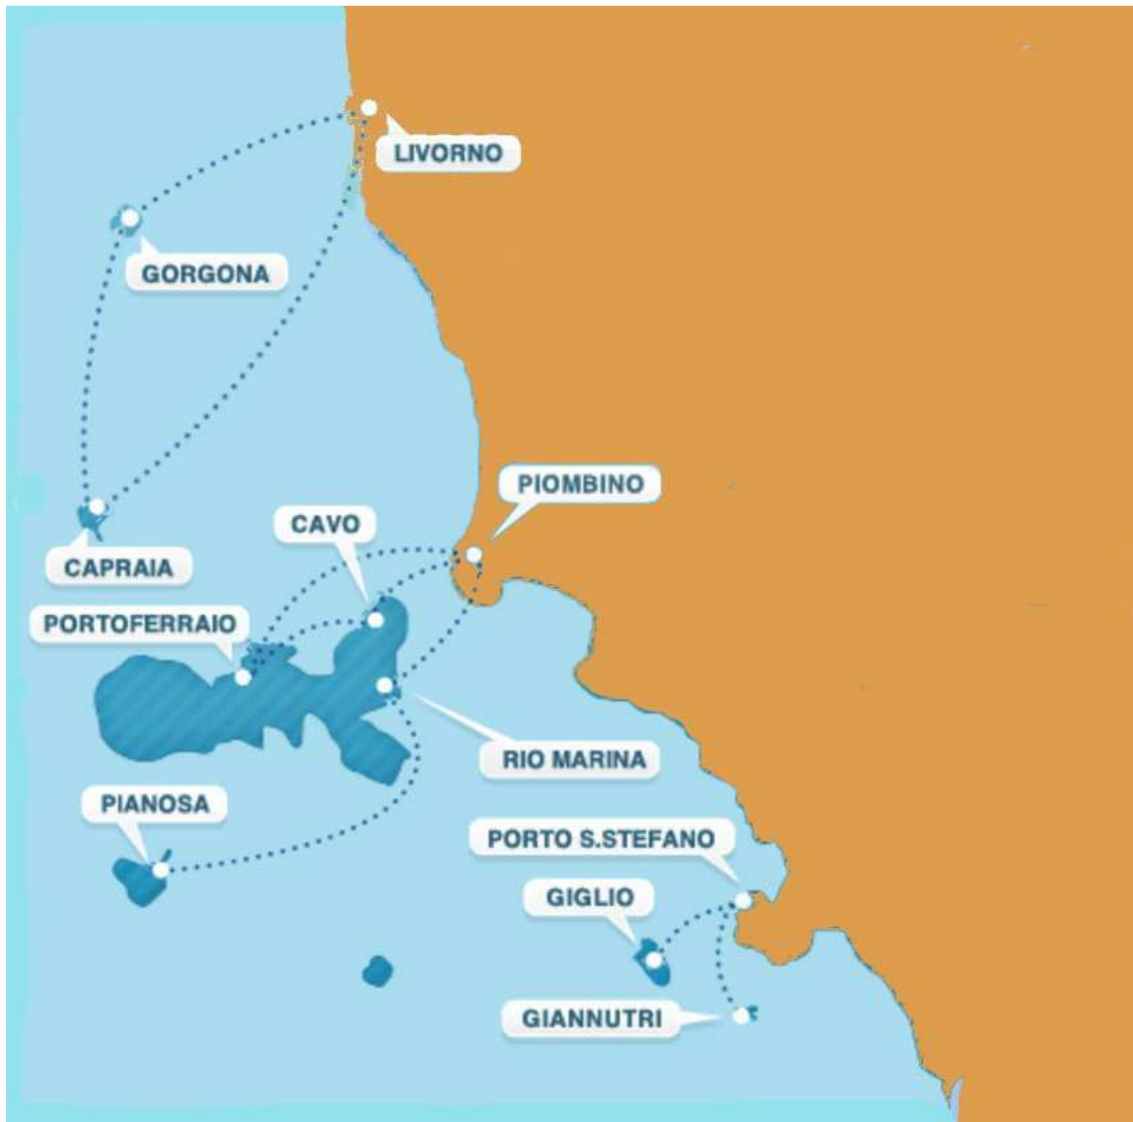 LIVORNO
GORGONA
PIOMBINO
CAVO
CAPRAIA
PORTOFERRAIO
RIO MARINA
PIANOSA
PORTO S.STEFANO
GIGLIO
GIANNUTRI